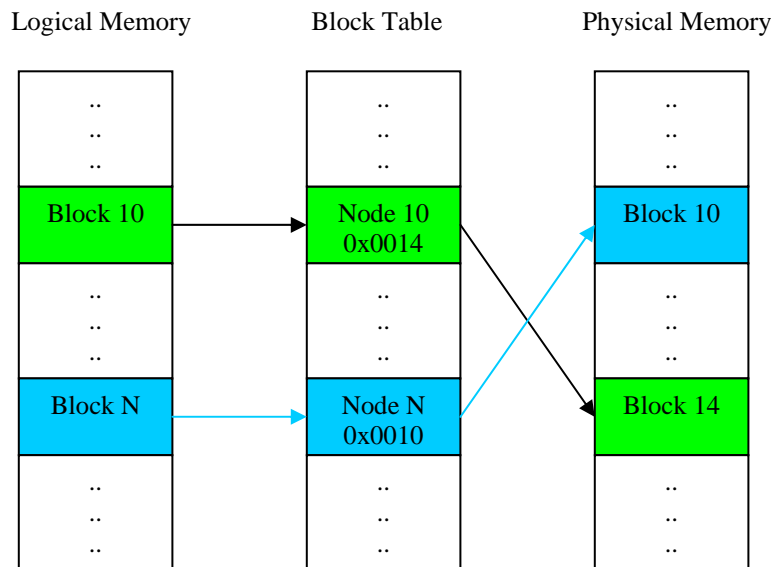 Logical Memory Block Table Physical Memory
.. .. ..
.. .. ..
.. .. ..
Block 10 Node 10 Block 10
0x0014
.. .. ..
.. .. ..
.. .. ..
Block N Node N Block 14
0x0010
.. .. ..
.. .. ..
.. .. ..